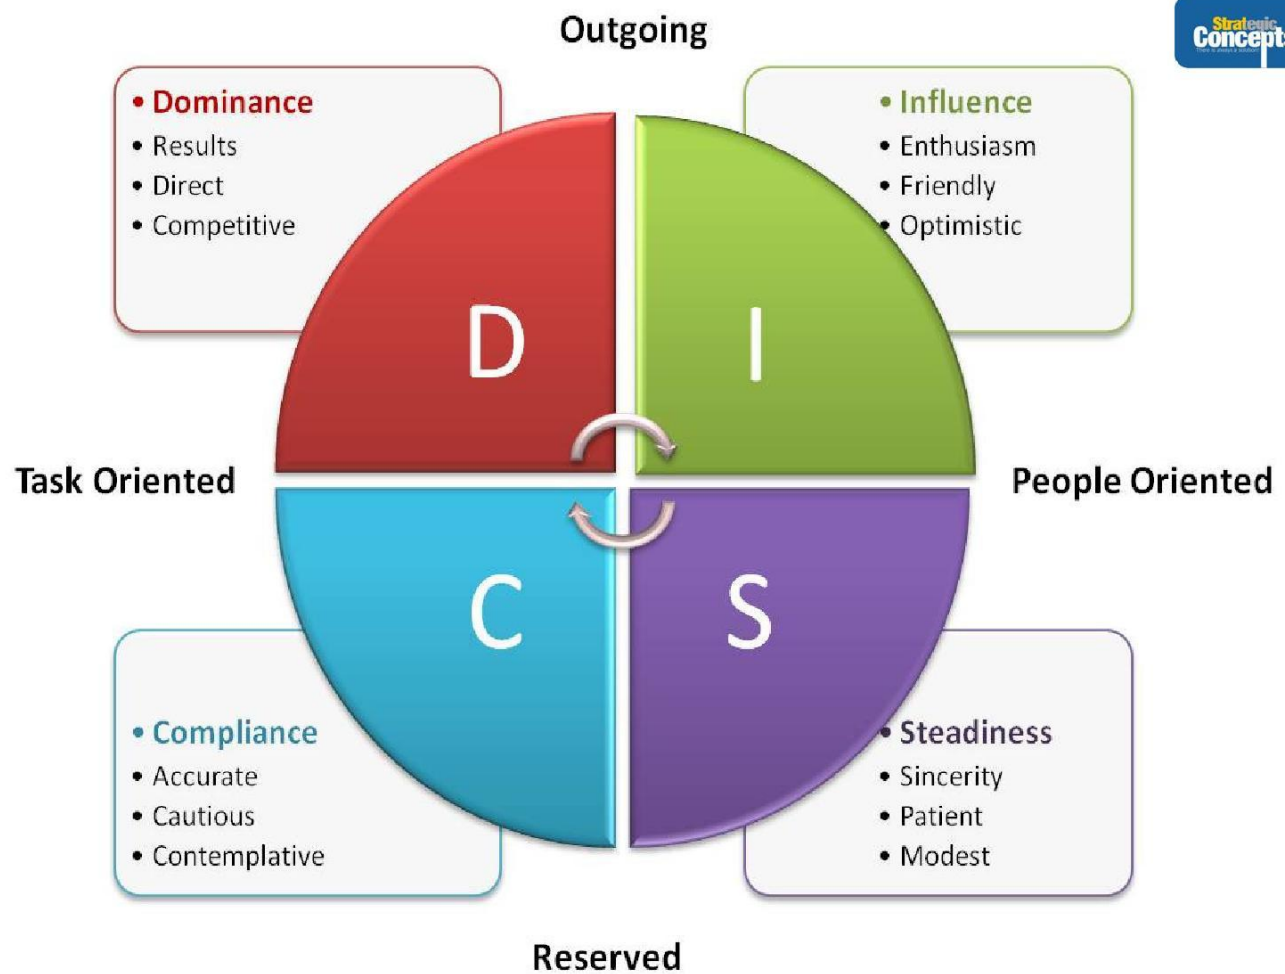 Outgoing
Strategic
Concepts
• Dominance
• Results
• Direct
• Competitive
• Influence
• Enthusiasm
• Friendly
• Optimistic
D
I
Task Oriented
People Oriented
C
S
• Compliance
• Accurate
• Cautious
• Contemplative
• Steadiness
• Sincerity
• Patient
• Modest
Reserved